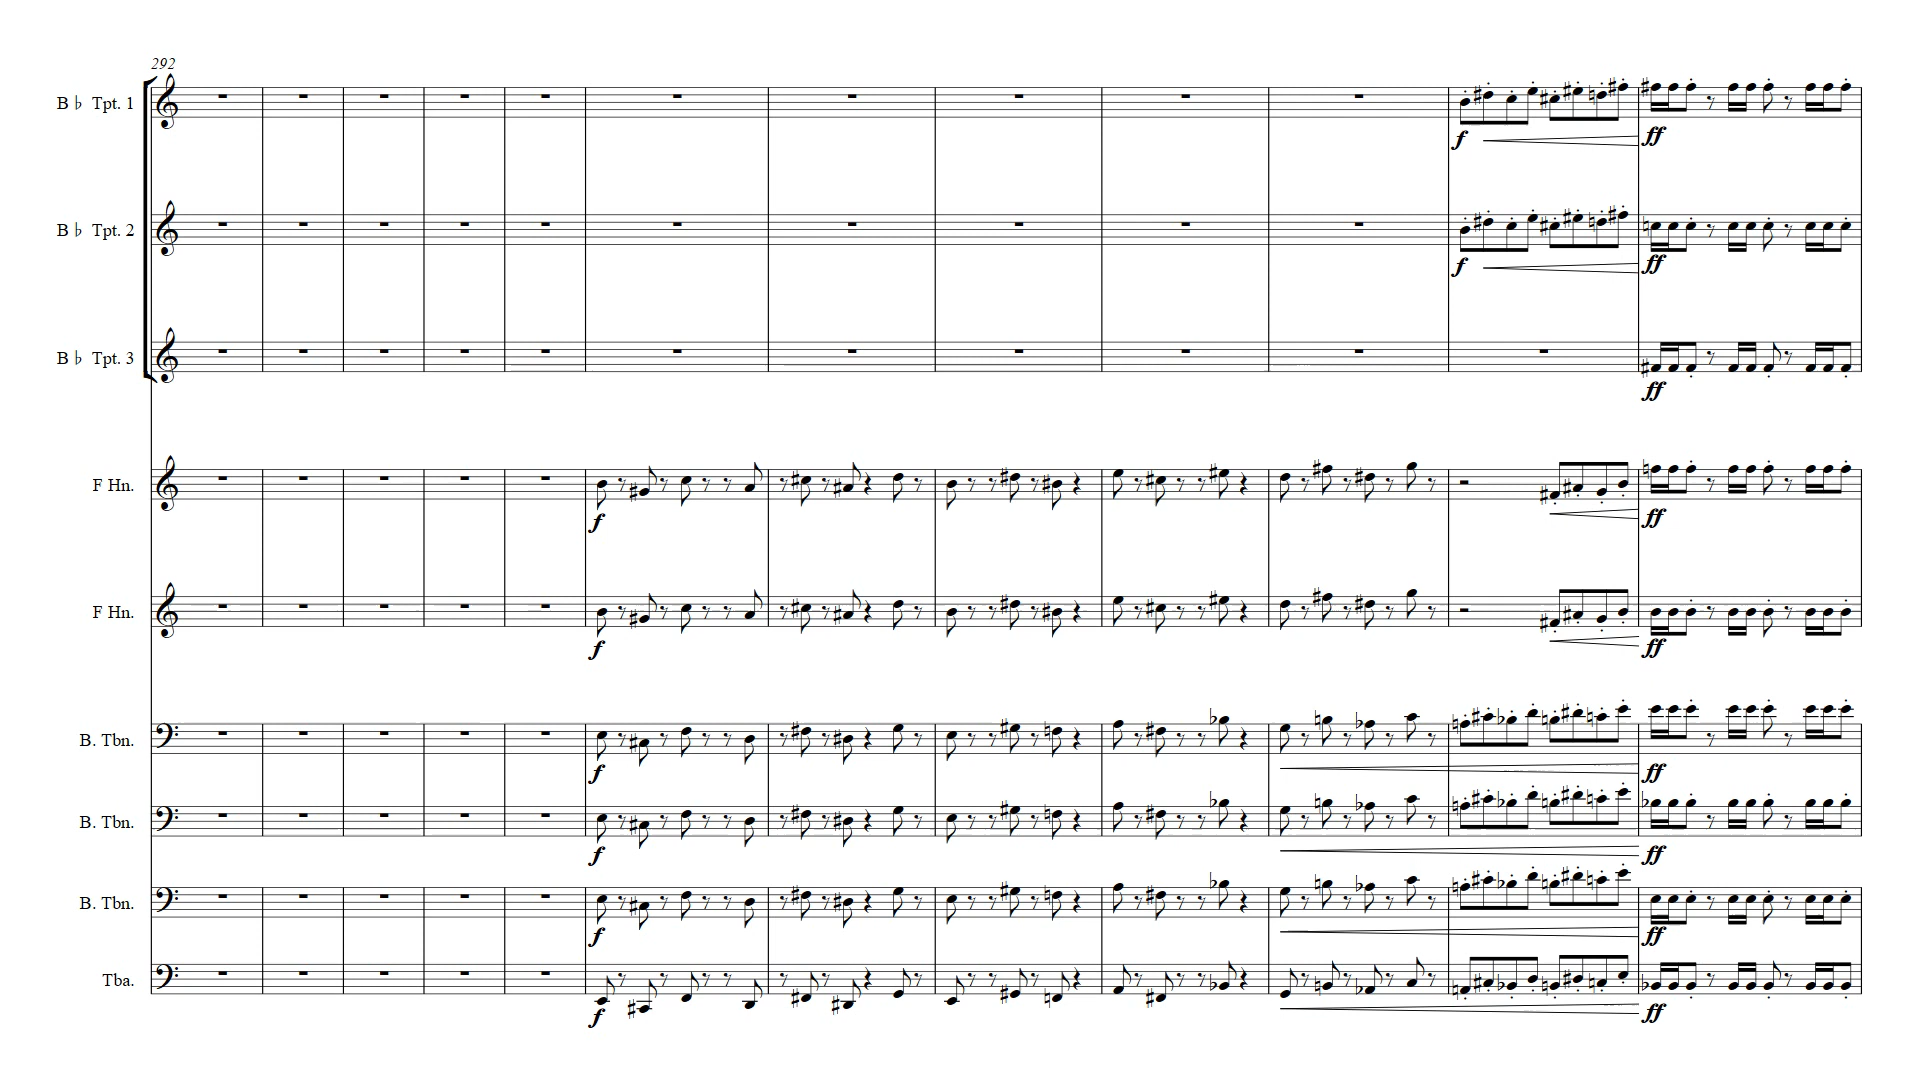 292
B♭ Tpt. 1
f ff
B♭ Tpt. 2
f ff
B♭ Tpt. 3
ff
F Hn.
f ff
F Hn.
f ff
B. Tbn.
f ff
B. Tbn.
f ff
B. Tbn.
f ff
Tba.
f ff